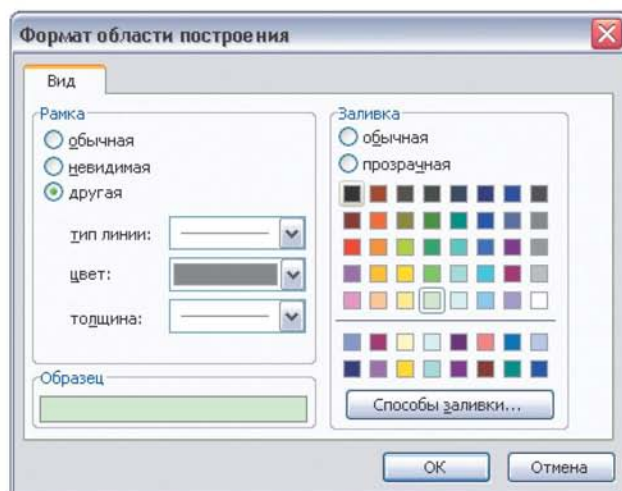 Формат области построения
Вид
Рамка
обычная
невидимая
другая
тип линии:
цвет:
толщина:
Образец
Заливка
обычная
прозрачная
Способы заливки...
ОК
Отмена